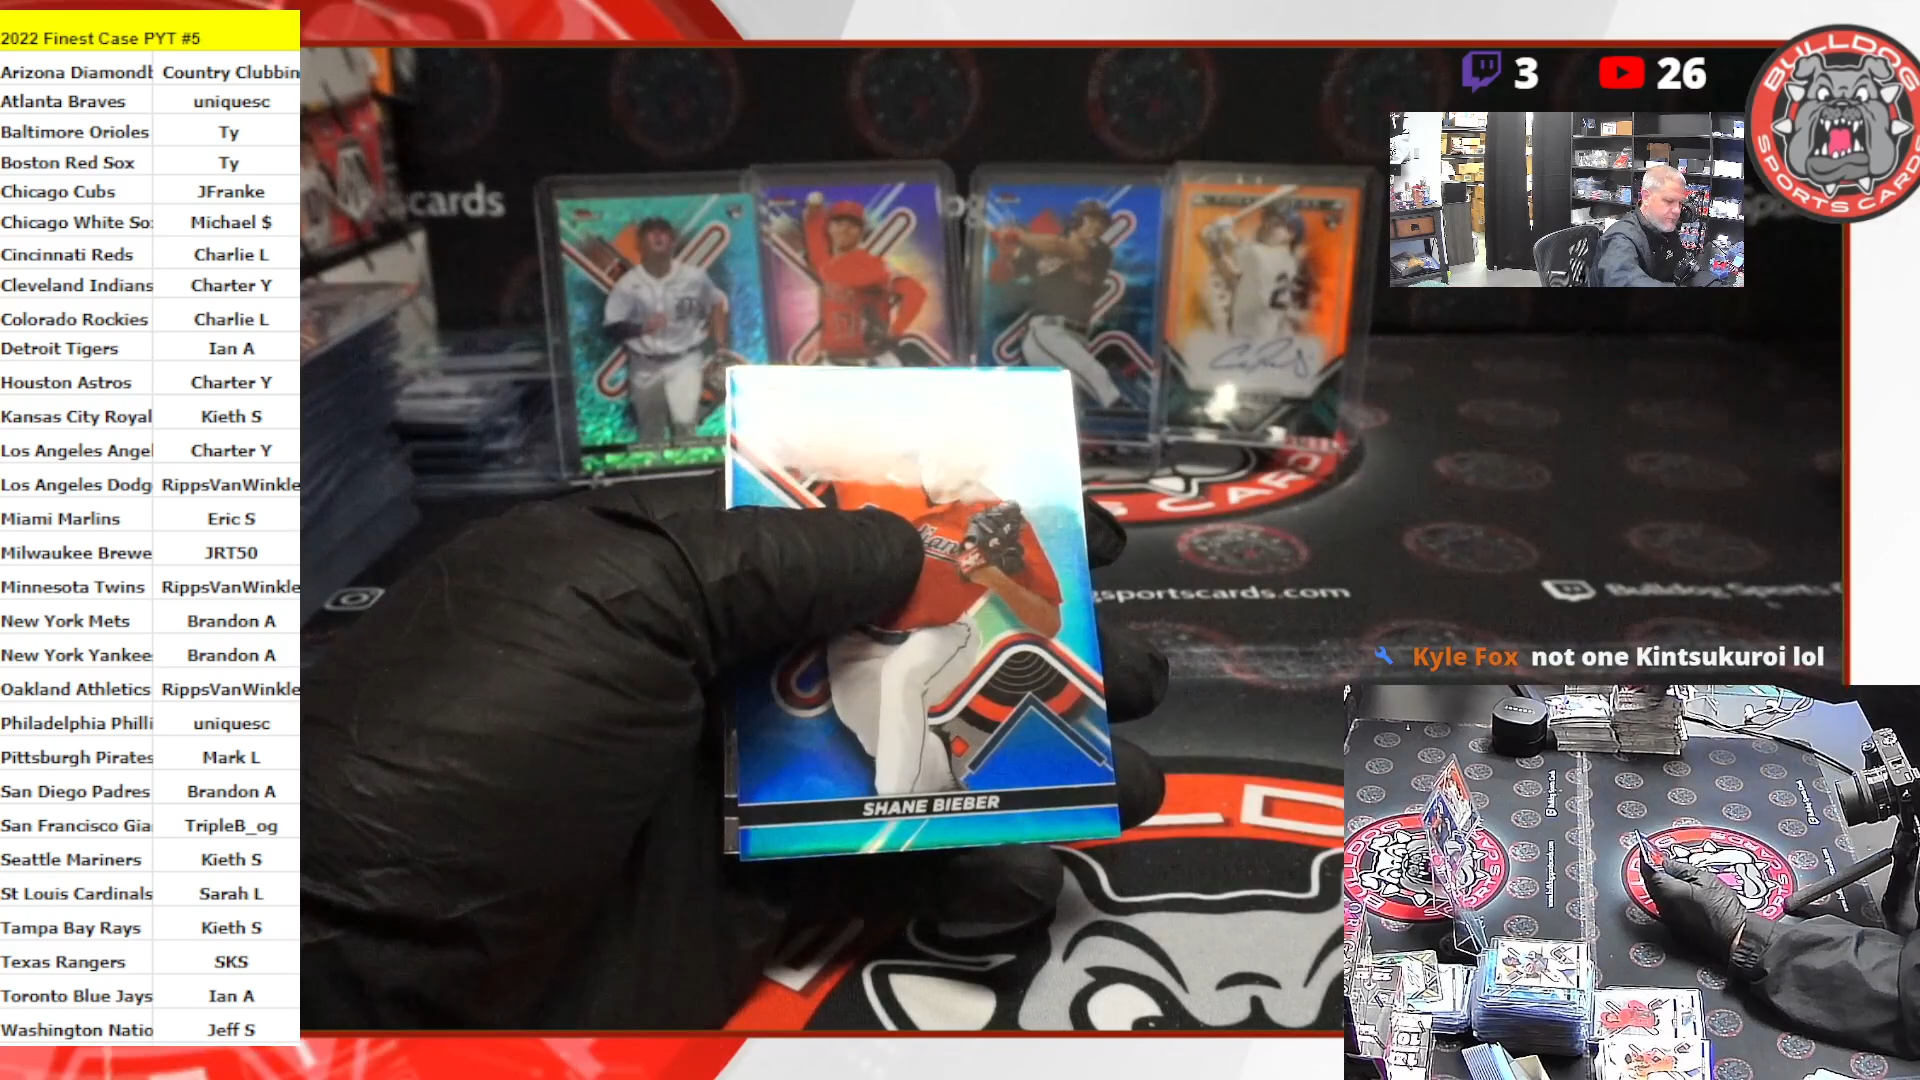 2022 Finest Case PYT #5
Arizona Diamondb Country Clubbin
Atlanta Braves uniquesc
Baltimore Orioles Ty
Boston Red Sox Ty
Chicago Cubs JFranke
Chicago White So Michael $
Cincinnati Reds Charlie L
Cleveland Indians Charter Y
Colorado Rockies Charlie L
Detroit Tigers Ian A
Houston Astros Charter Y
Kansas City Royal Kieth S
Los Angeles Angel Charter Y
Los Angeles Dodg RippsVanWinkle
Miami Marlins Eric S
Milwaukee Brewe JRT50
Minnesota Twins RippsVanWinkle
New York Mets Brandon A
New York Yankee Brandon A
Oakland Athletics RippsVanWinkle
Philadelphia Philli uniquesc
Pittsburgh Pirates Mark L
San Diego Padres Brandon A
San Francisco Gia TripleB_og
Seattle Mariners Kieth S
St Louis Cardinals Sarah L
Tampa Bay Rays Kieth S
Texas Rangers SKS
Toronto Blue Jays Ian A
Washington Natio Jeff S
3 26
BULLDOG
SPORTS CARDS
scards
SHANE BIEBER
gsportscards.com
Bulldog Sports
Kyle Fox not one Kintsukuroi lol